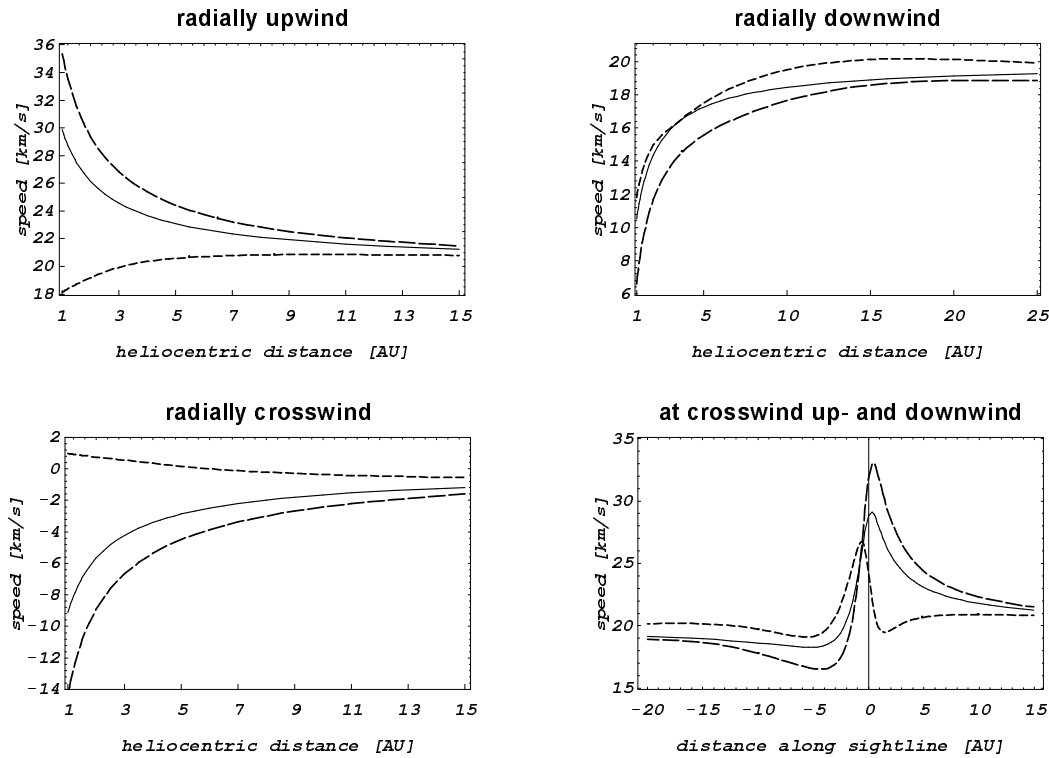 radially upwind
36
34
32
30
28
26
24
22
20
18
speed [km/s]
1 3 5 7 9 11 13 15
heliocentric distance [AU]
radially downwind
20
18
16
14
12
10
8
6
speed [km/s]
1 5 10 15 20 25
heliocentric distance [AU]
radially crosswind
2
0
-2
-4
-6
-8
-10
-12
-14
speed [km/s]
1 3 5 7 9 11 13 15
heliocentric distance [AU]
at crosswind up- and downwind
35
30
25
20
15
speed [km/s]
-20 -15 -10 -5 0 5 10 15
distance along sightline [AU]